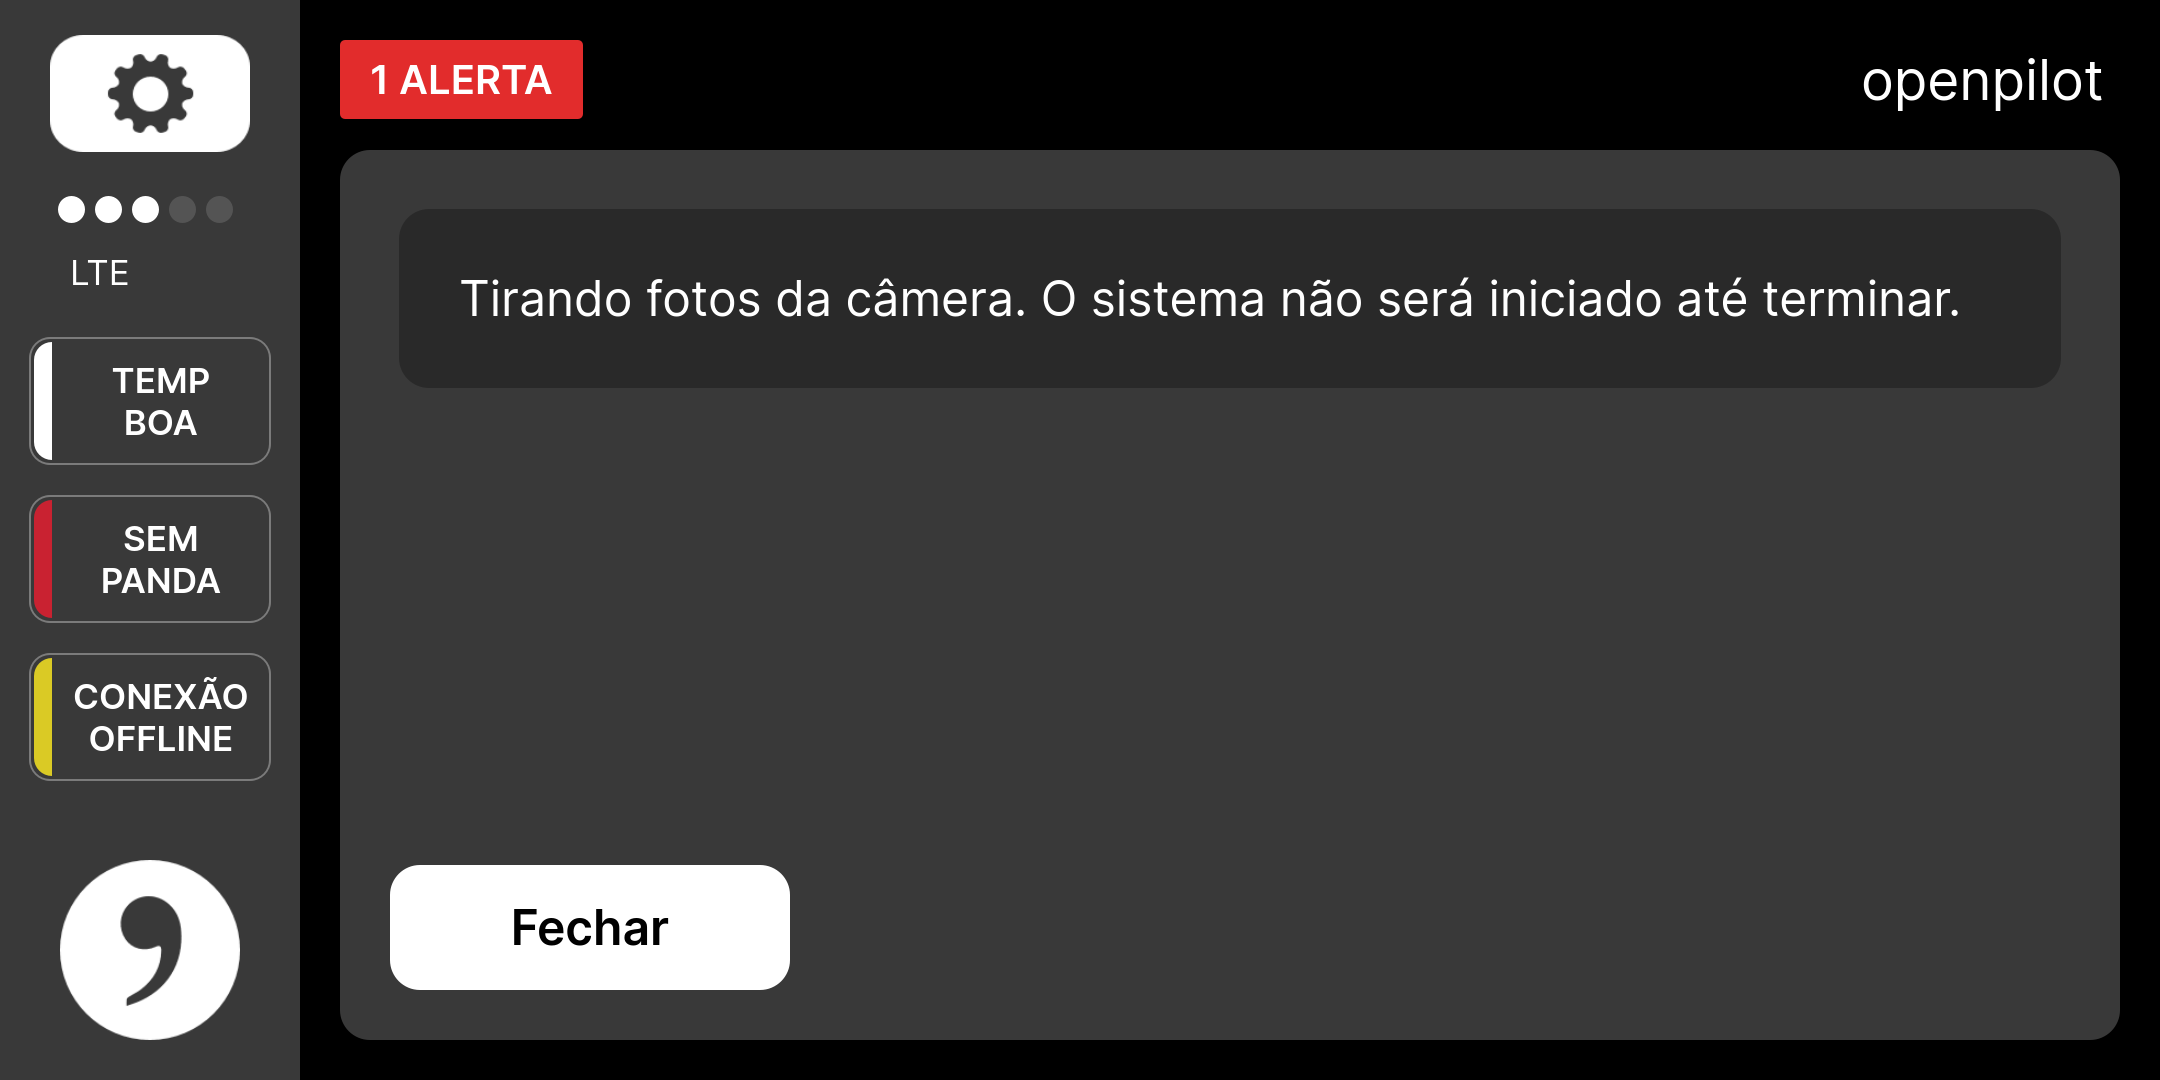 1 ALERTA
openpilot
LTE
TEMP
BOA
SEM
PANDA
CONEXÃO
OFFLINE
Tirando fotos da câmera. O sistema não será iniciado até terminar.
Fechar